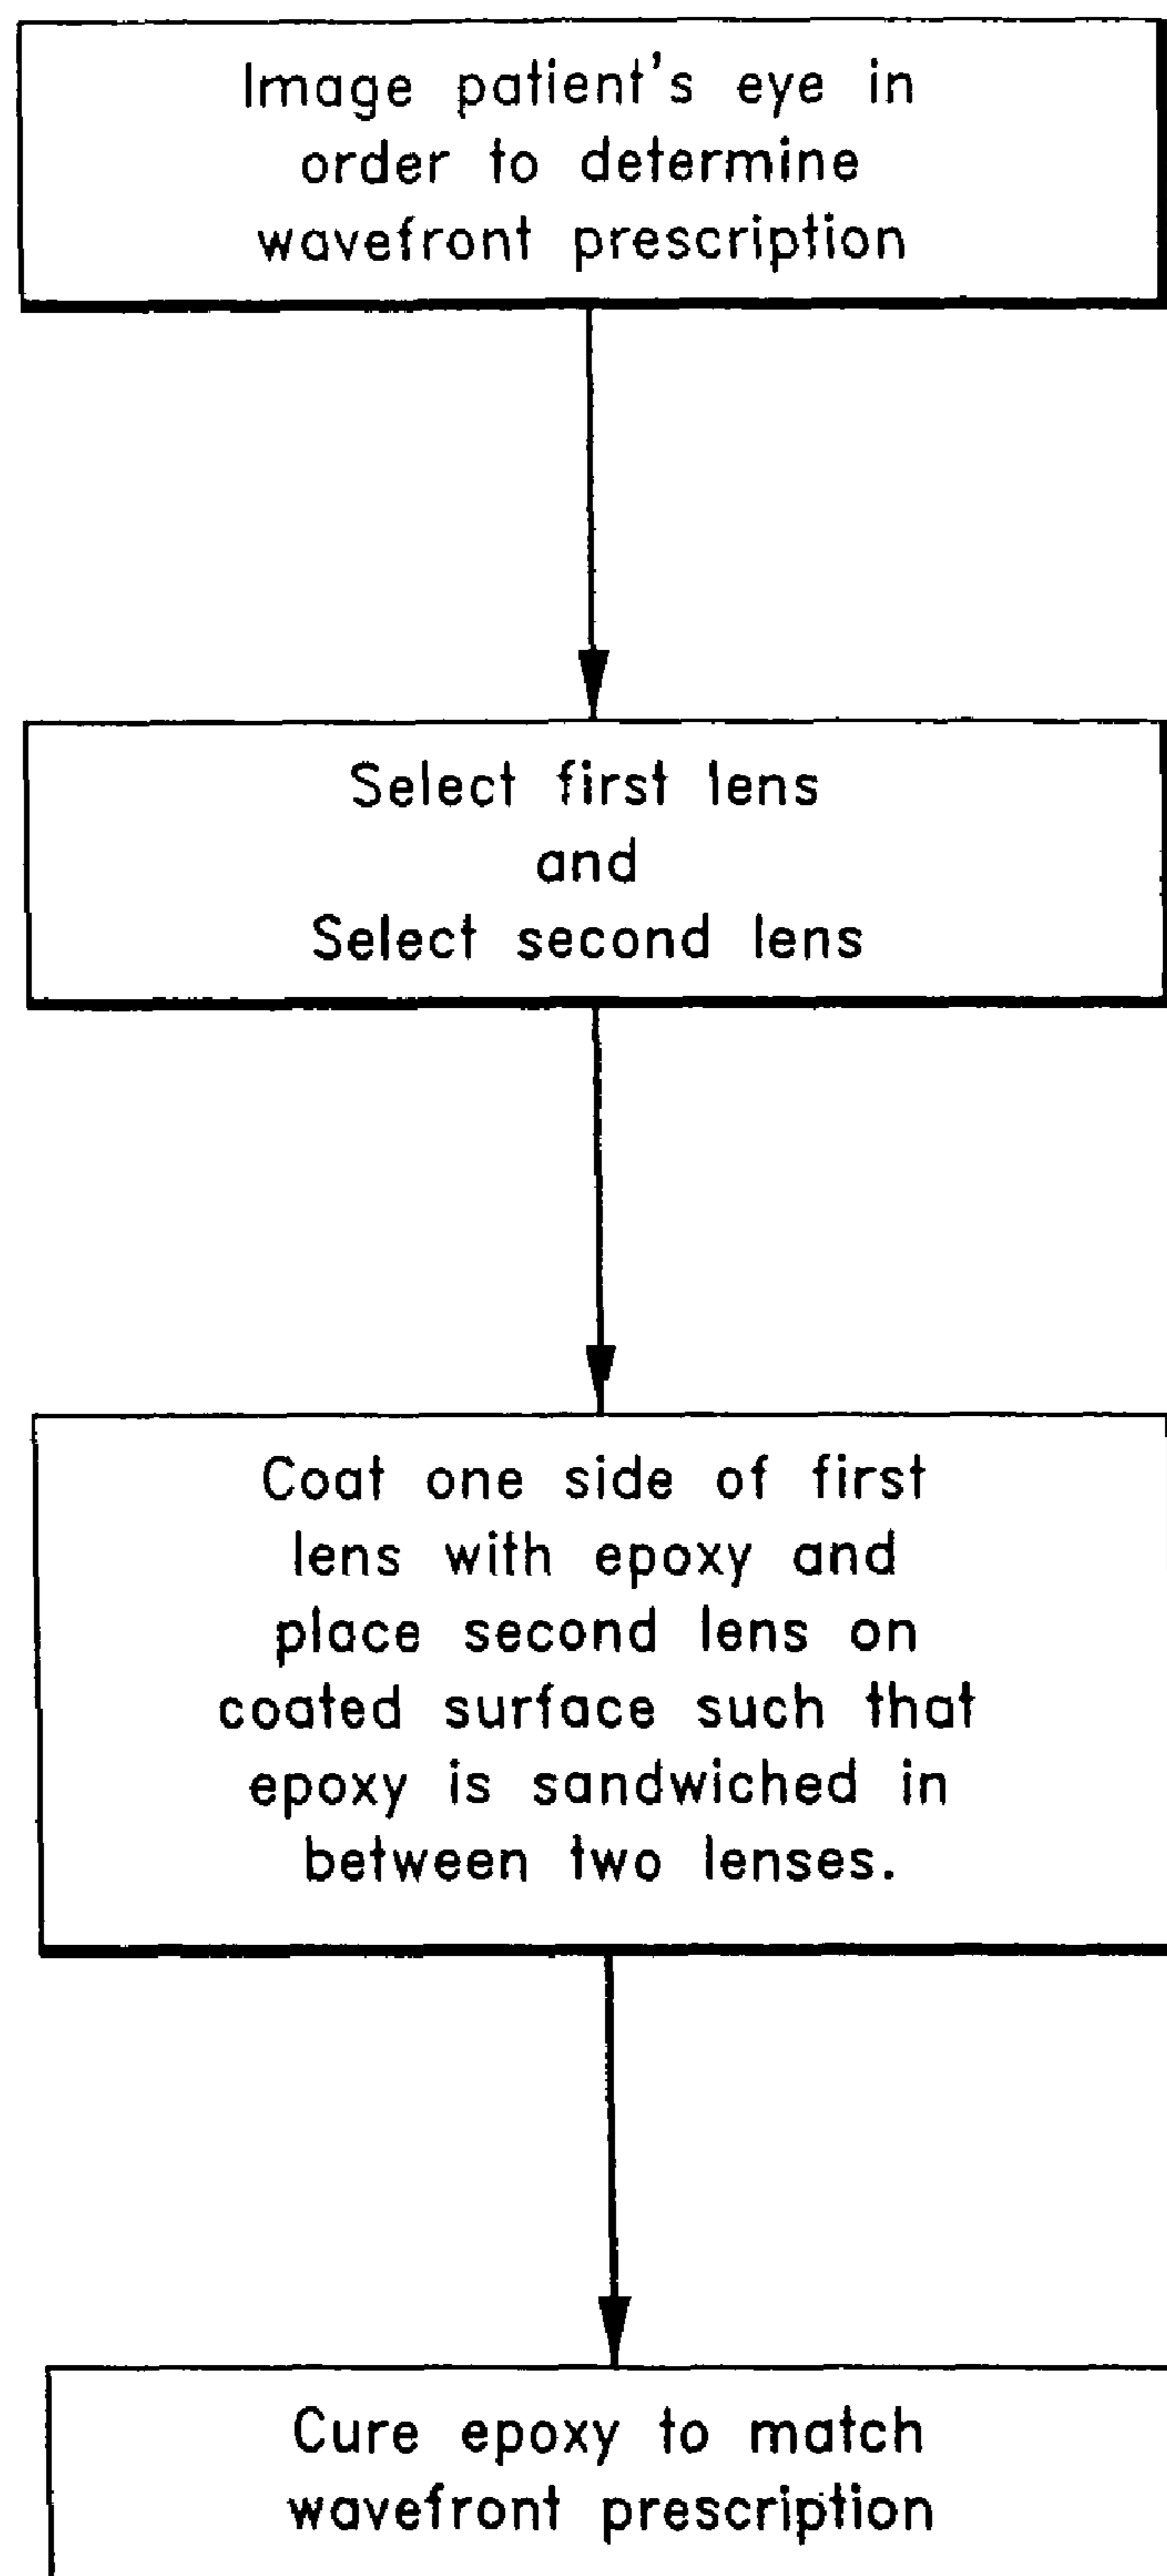 Image patient's eye in
order to determine
wavefront prescription
Select first lens
and
Select second lens
Coat one side of first
lens with epoxy and
place second lens on
coated surface such that
epoxy is sandwiched in
between two lenses.
Cure epoxy to match
wavefront prescription